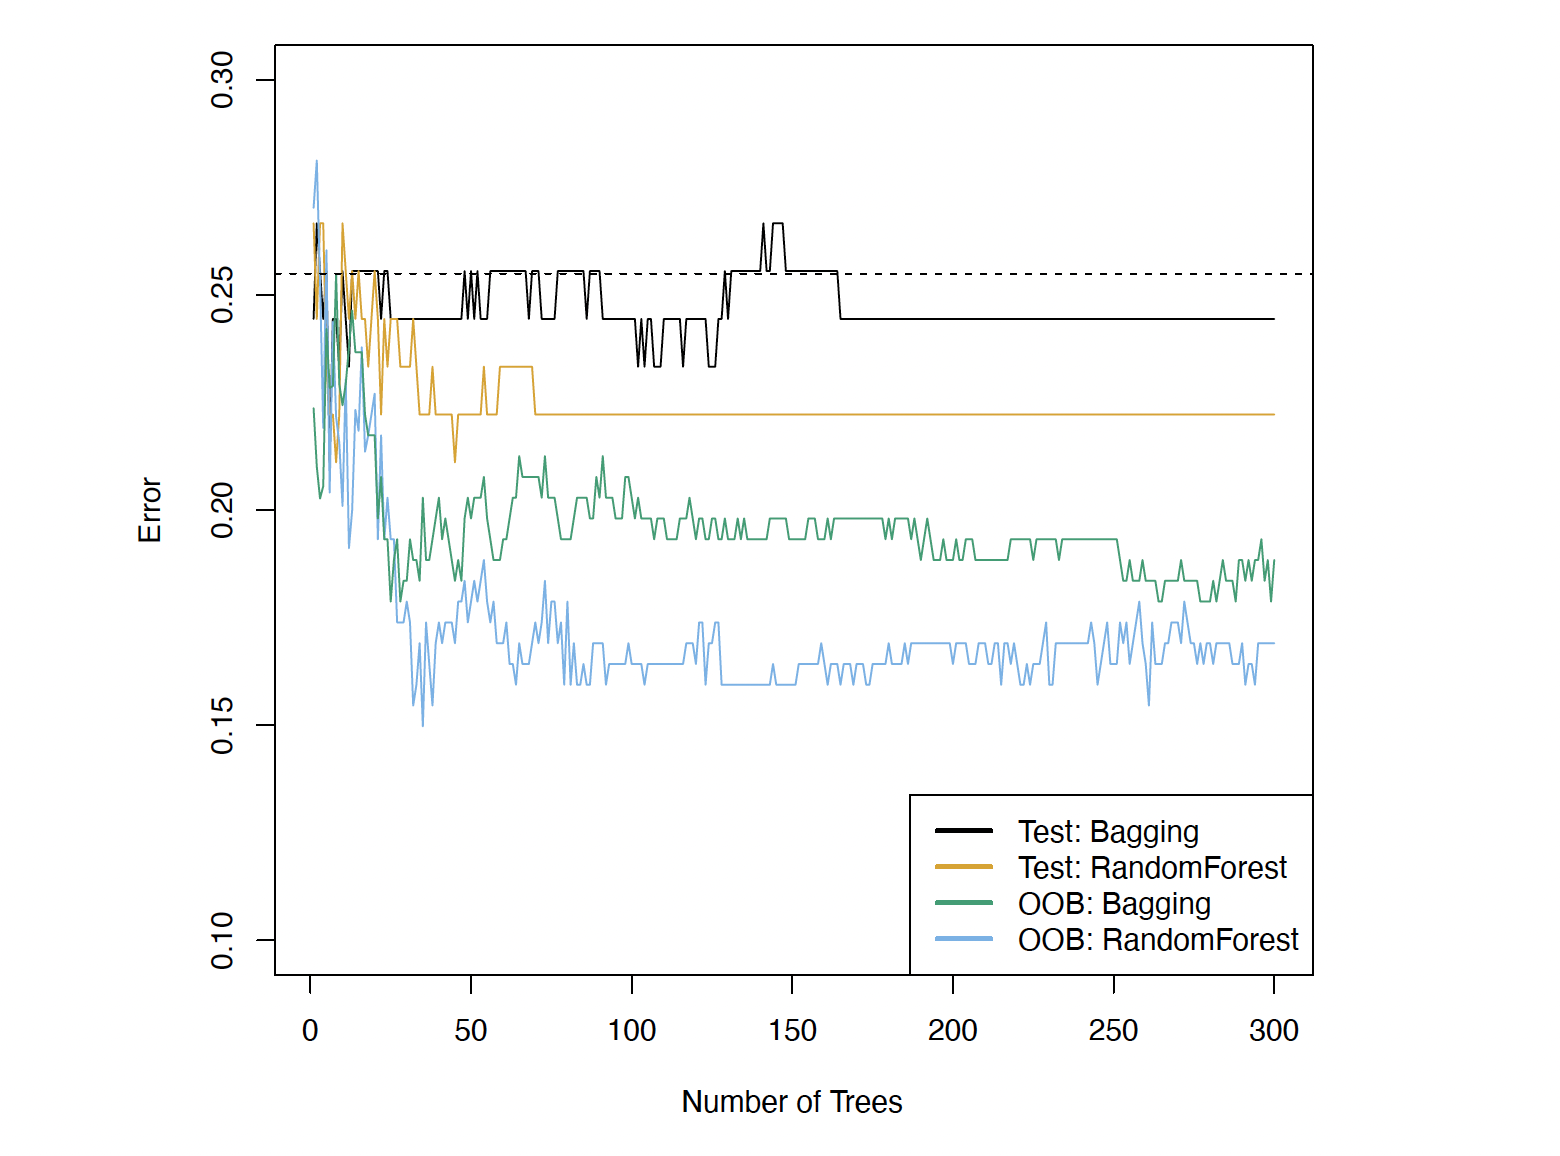 0.30
0.25
0.20
0.15
0.10
Error
0 50 100 150 200 250 300
Number of Trees
Test: Bagging
Test: RandomForest
OOB: Bagging
OOB: RandomForest